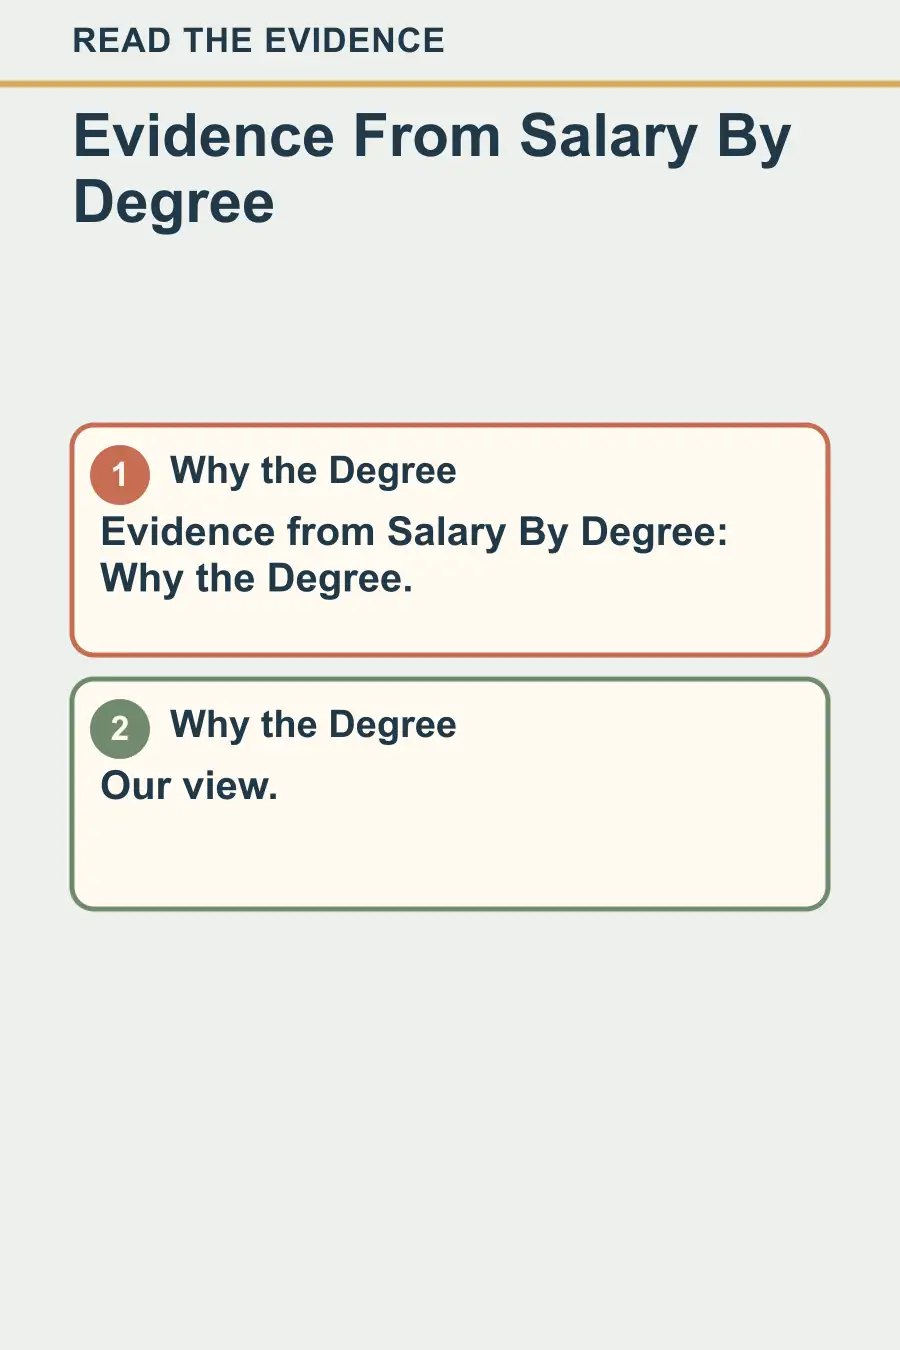 READ THE EVIDENCE
Evidence From Salary By
Degree
1 Why the Degree
Evidence from Salary By Degree:
Why the Degree.
2 Why the Degree
Our view.